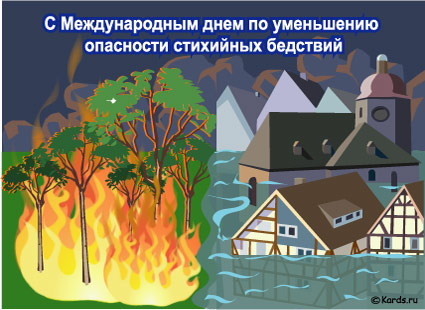 С Международным днем по уменьшению
опасности стихийных бедствий
© Kards.ru